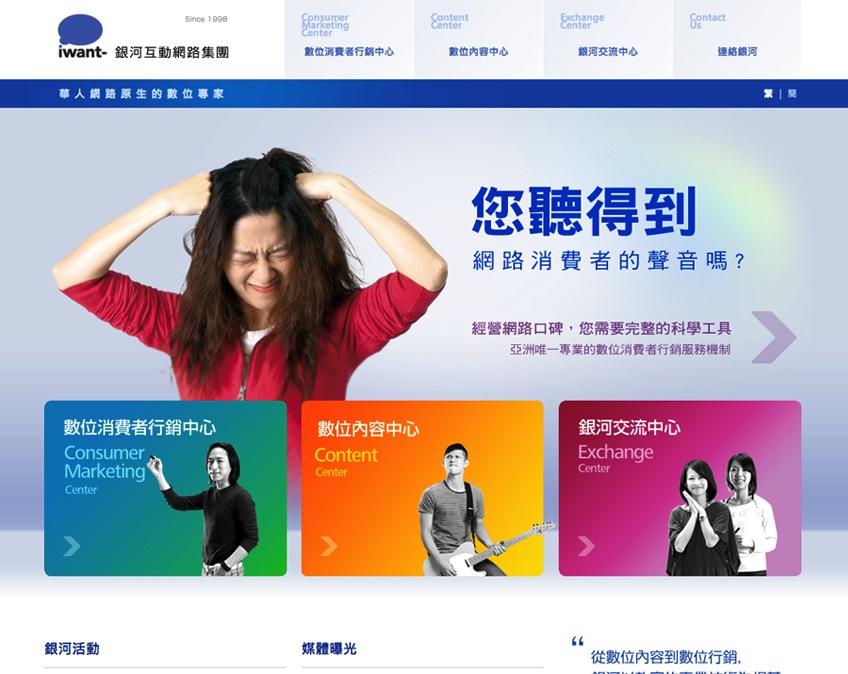 Since 1998
iwant- 銀河互動網路集團
Consumer
Marketing
Center
數位消費者行銷中心
Content
Center
數位內容中心
Exchange
Center
銀河交流中心
Contact
Us
連絡銀河
華人網路原生的數位專家
繁 | 簡
您聽得到
網路消費者的聲音嗎?
經營網路口碑，您需要完整的科學工具
亞洲唯一專業的數位消費者行銷服務機制
數位消費者行銷中心
Consumer
Marketing
Center
數位內容中心
Content
Center
銀河交流中心
Exchange
Center
銀河活動
媒體曝光
“ 從數位內容到數位行銷,